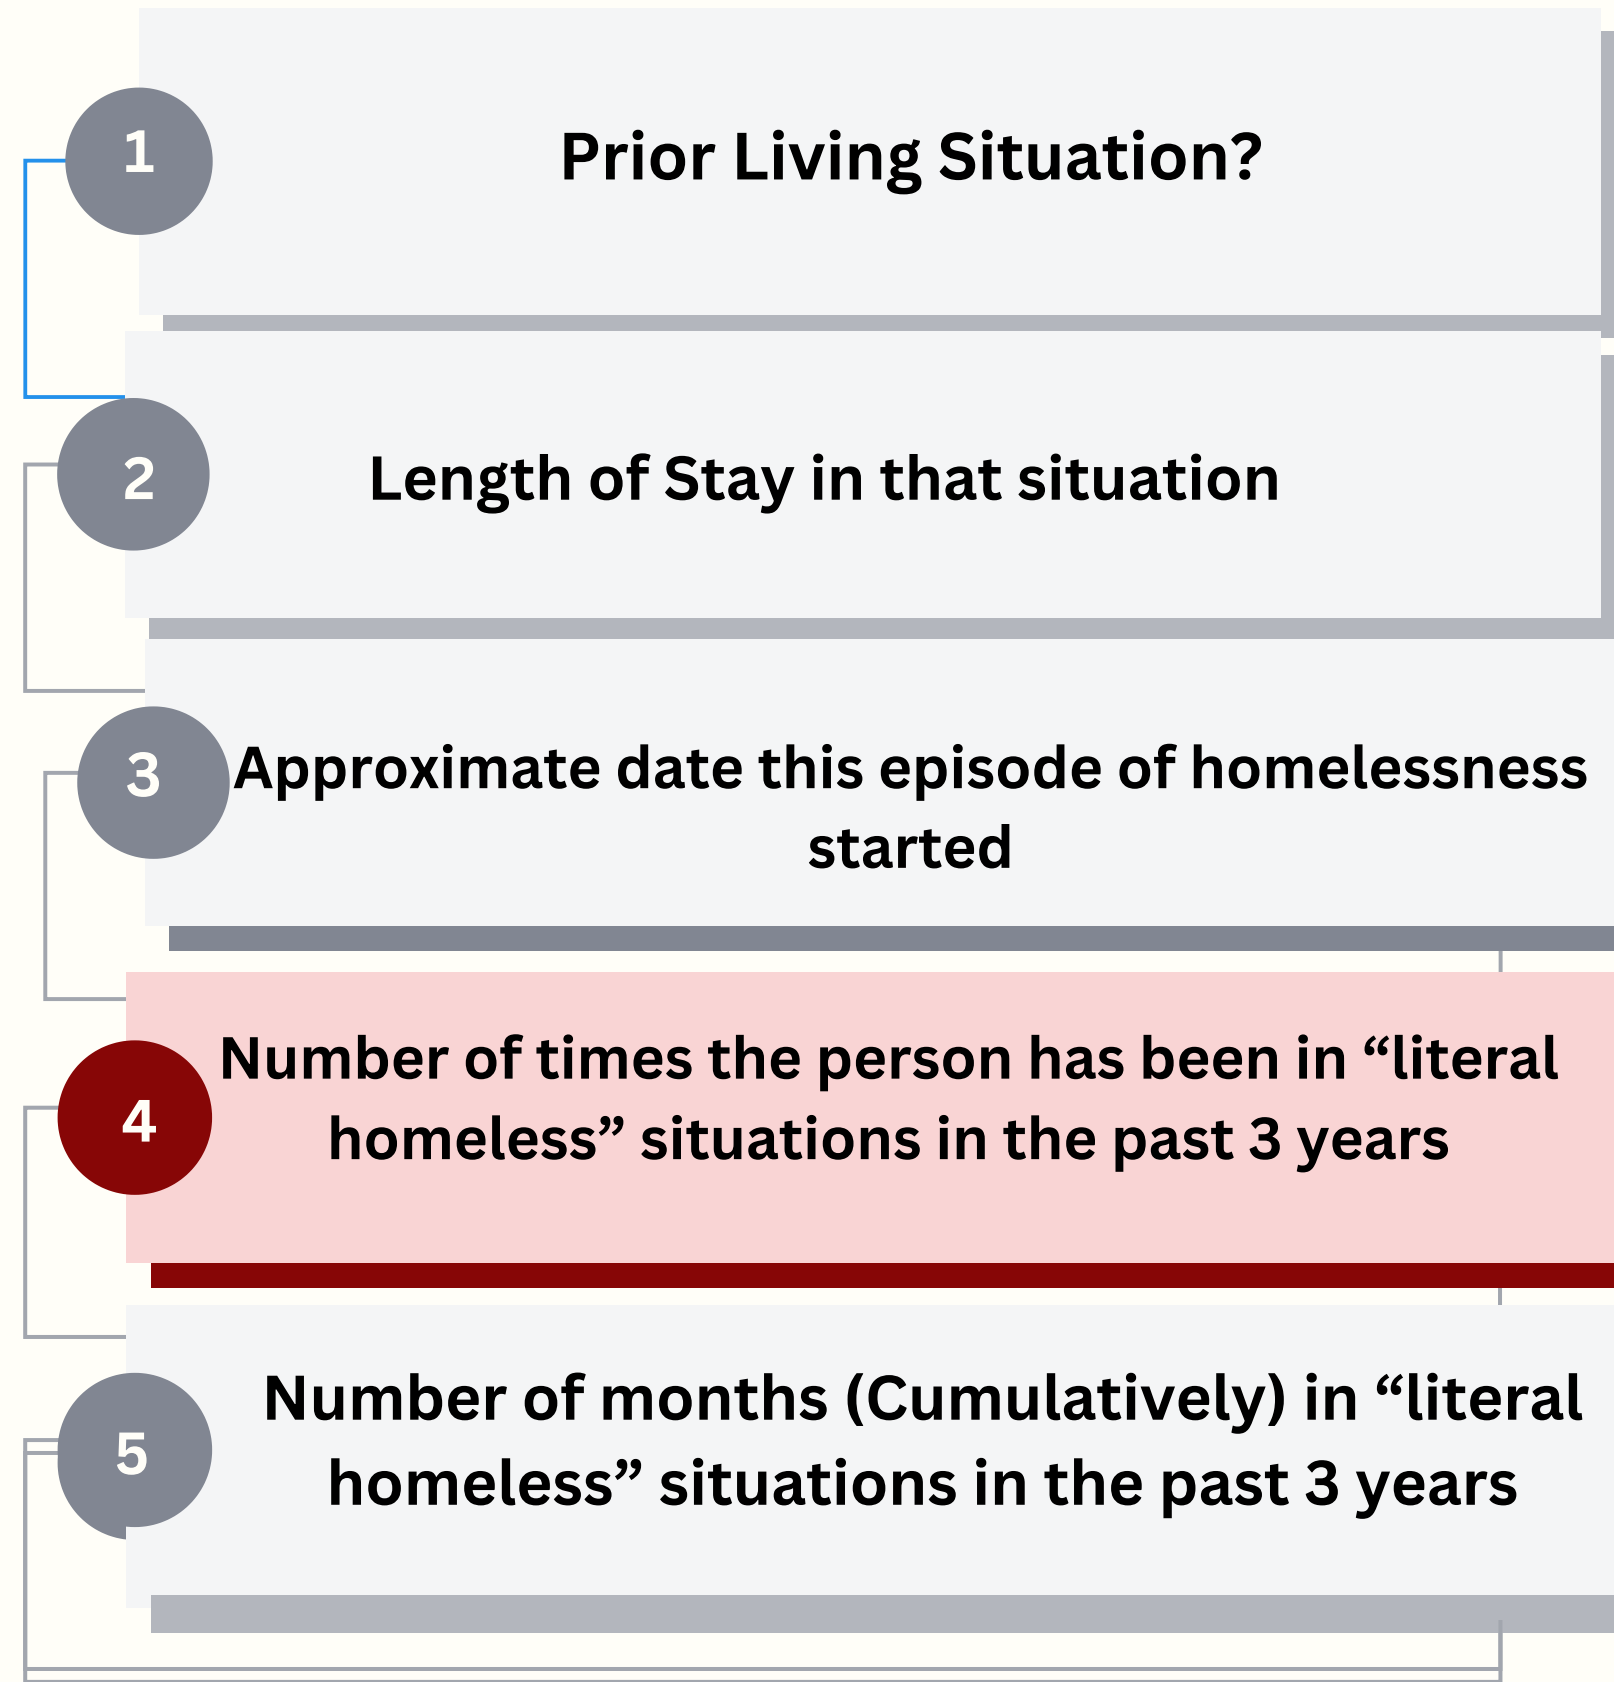 1
Prior Living Situation?
2
Length of Stay in that situation
3
Approximate date this episode of homelessness
started
4
Number of times the person has been in “literal
homeless” situations in the past 3 years
5
Number of months (Cumulatively) in “literal
homeless” situations in the past 3 years